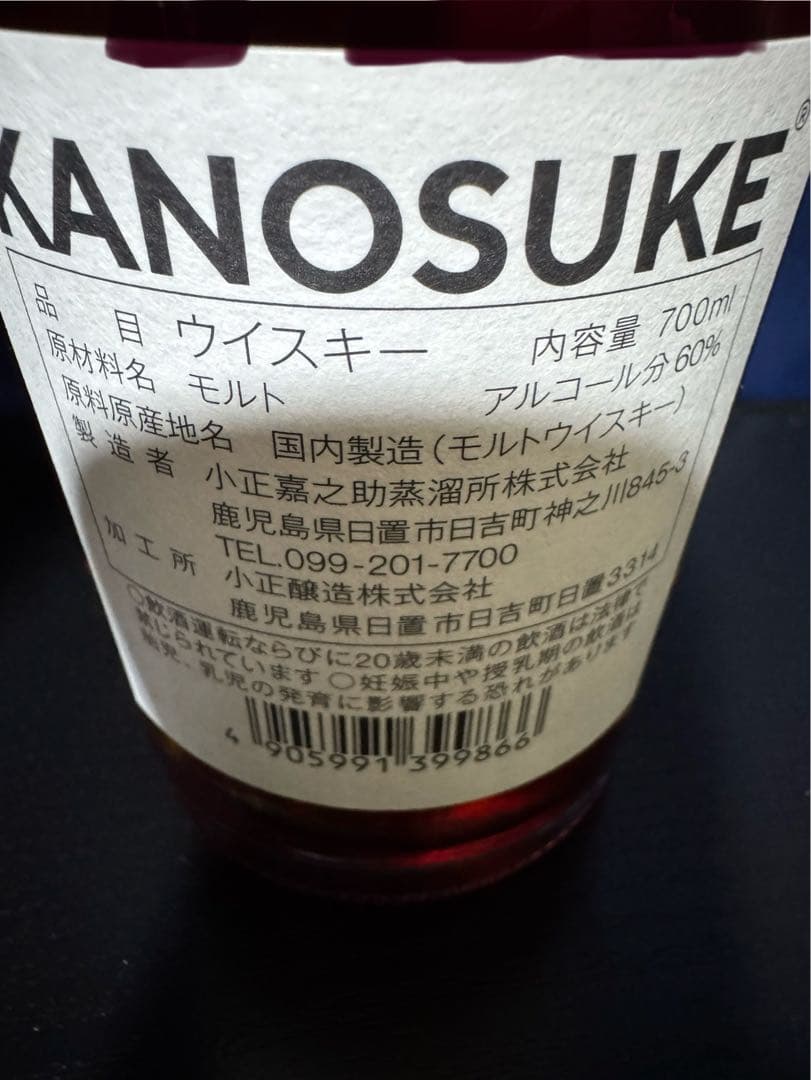 KANOSUKE®
品目 ウイスキー 内容量 700ml
原材料名 モルト アルコール分 60%
原料原産地名 国内製造(モルトウイスキー)
製造者 小正嘉之助蒸溜所株式会社
鹿児島県日置市日吉町神之川845-3
TEL.099-201-7700
加工所 小正醸造株式会社
鹿児島県日置市日吉町日置3314
○飲酒運転ならびに20歳未満の飲酒は法律で
禁じられています ○妊娠中や授乳期の飲酒は
胎児、乳児の発育に影響する恐れがあります
4 905991 399866